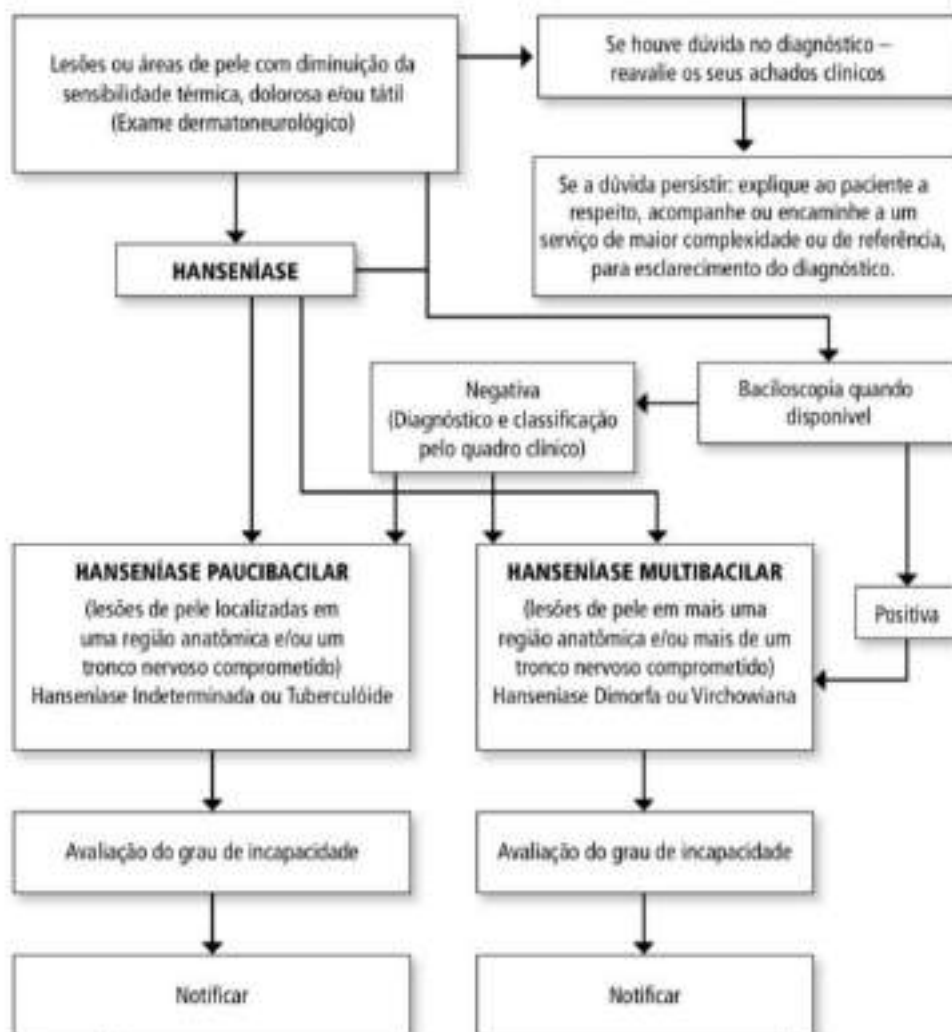 Lesões ou áreas de pele com diminuição da
sensibilidade térmica, dolorosa e/ou tátil
(Exame dermatoneurológico)
Se houve dúvida no diagnóstico –
reavalie os seus achados clínicos
Se a dúvida persistir: explique ao paciente a
respeito, acompanhe ou encaminhe a um
serviço de maior complexidade ou de referência,
para esclarecimento do diagnóstico.
HANSENÍASE
Negativa
(Diagnóstico e classificação
pelo quadro clínico)
Baciloscopia quando
disponível
HANSENÍASE PAUCIBACILAR
(lesões de pele localizadas em
uma região anatômica e/ou um
tronco nervoso comprometido)
Hanseníase Indeterminada ou Tuberculóide
HANSENÍASE MULTIBACILAR
(lesões de pele em mais uma
região anatômica e/ou mais de um
tronco nervoso comprometido)
Hanseníase Dimorfa ou Virchowiana
Positiva
Avaliação do grau de incapacidade
Avaliação do grau de incapacidade
Notificar
Notificar